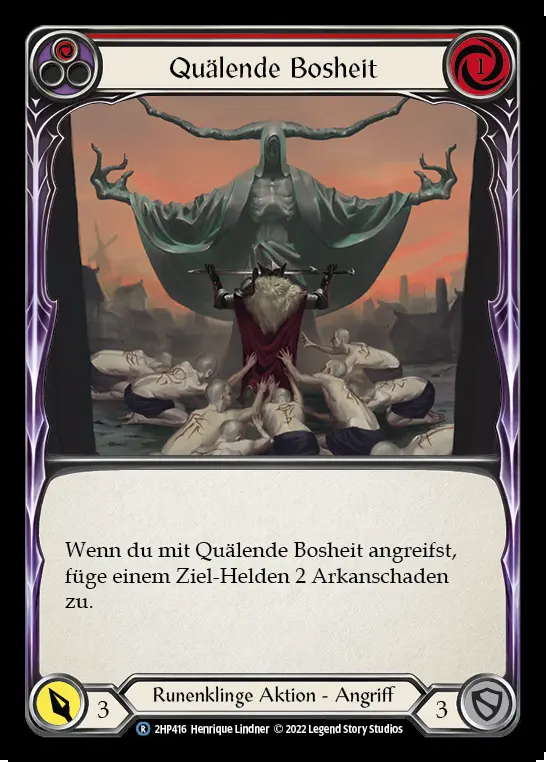 Quälende Bosheit
1
Wenn du mit Quälende Bosheit angreifst,
füge einem Ziel-Helden 2 Arkanschaden
zu.
3
Runenklinge Aktion - Angriff
3
R 2HP416 Henrique Lindner © 2022 Legend Story Studios